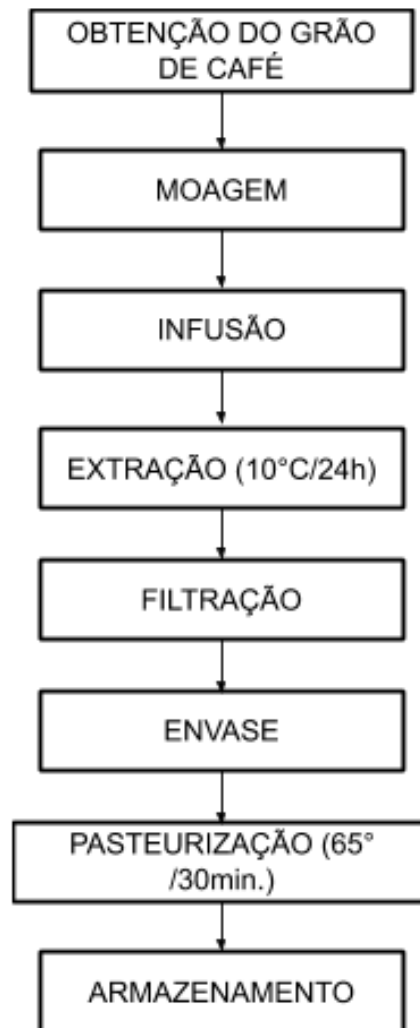 OBTENÇÃO DO GRÃO
DE CAFÉ
MOAGEM
INFUSÃO
EXTRAÇÃO (10°C/24h)
FILTRAÇÃO
ENVASE
PASTEURIZAÇÃO (65°
/30min.)
ARMAZENAMENTO